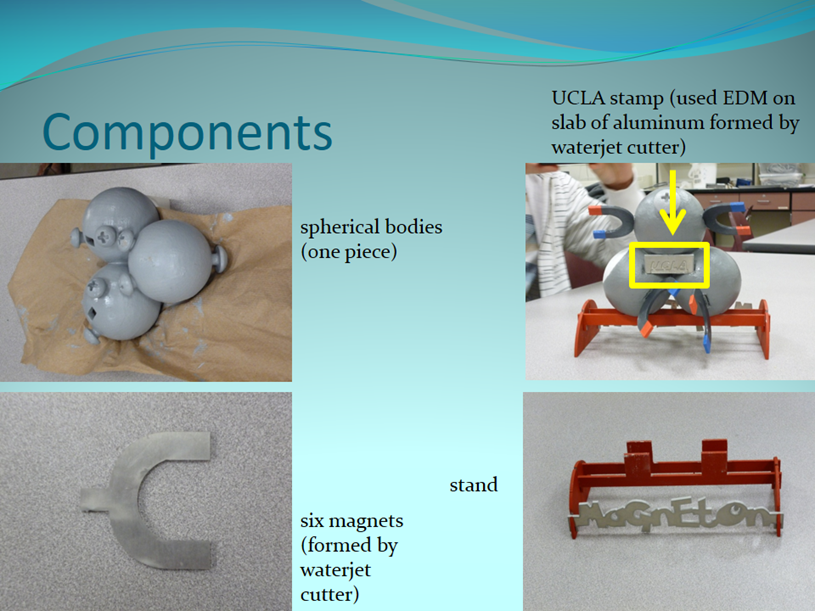 UCLA stamp (used EDM on
slab of aluminum formed by
waterjet cutter)
Components
spherical bodies
(one piece)
stand
six magnets
(formed by
waterjet
cutter)
MaGnEtOn